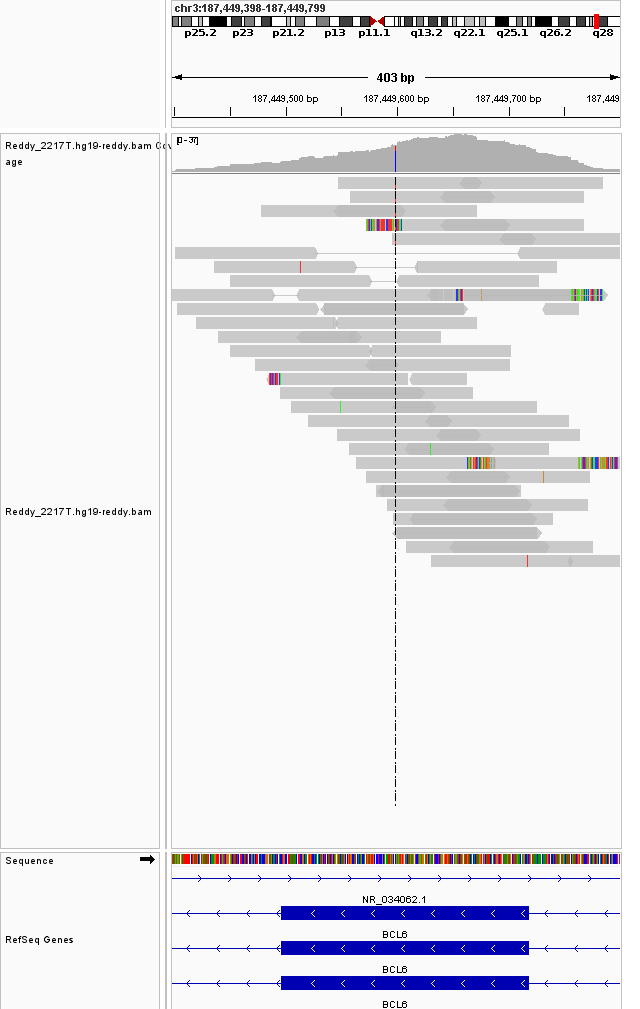 chr3:187,449,398-187,449,799
p25.2 p23 p21.2 p13 p11.1 q13.2 q22.1 q25.1 q26.2 q28
403 bp
187,449,500 bp 187,449,600 bp 187,449,700 bp 187,449
Reddy_2217T.hg19-reddy.bam Cov
age
[0-37]
Reddy_2217T.hg19-reddy.bam
Sequence
NR_034062.1
RefSeq Genes
BCL6
BCL6
BCL6